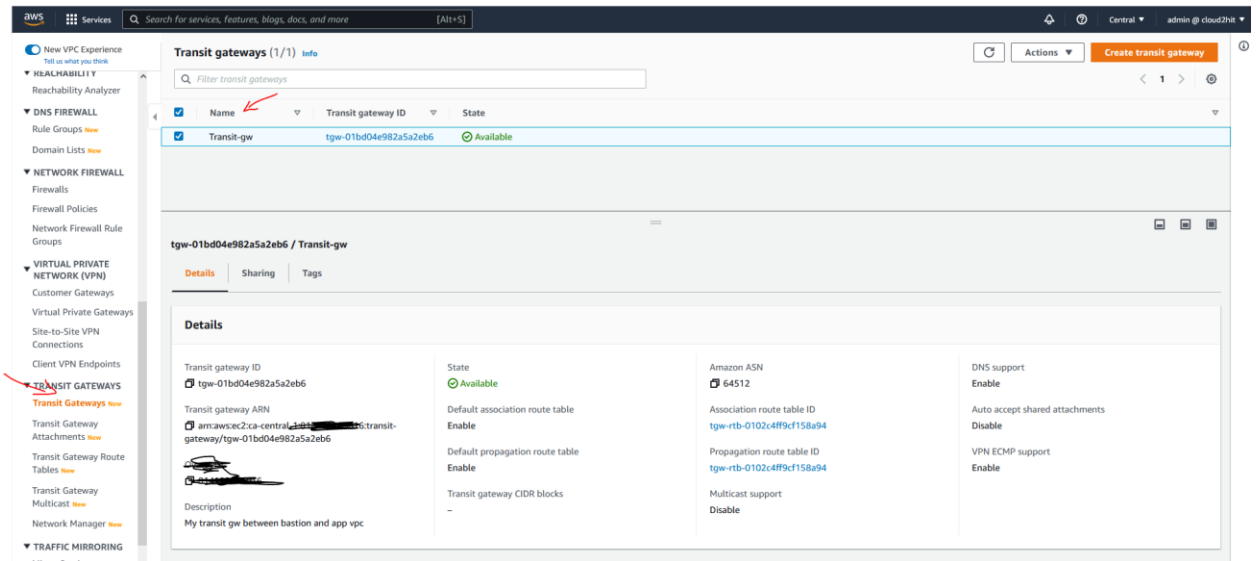 aws Services Search for services, features, blogs, docs, and more [Alt+S] Central admin @ cloud2hit
New VPC Experience
Tell us what you think
REACHABILITY
Reachability Analyzer
DNS FIREWALL
Rule Groups New
Domain Lists New
NETWORK FIREWALL
Firewalls
Firewall Policies
Network Firewall Rule
Groups
VIRTUAL PRIVATE
NETWORK (VPN)
Customer Gateways
Virtual Private Gateways
Site-to-Site VPN
Connections
Client VPN Endpoints
TRANSIT GATEWAYS
Transit Gateways New
Transit Gateway
Attachments New
Transit Gateway Route
Tables New
Transit Gateway
Multicast New
Network Manager New
TRAFFIC MIRRORING
Transit gateways (1/1) Info
Actions
Create transit gateway
Filter transit gateways
1
Name Transit gateway ID State
Transit-gw tgw-01bd04e982a5a2eb6 Available
tgw-01bd04e982a5a2eb6 / Transit-gw
Details Sharing Tags
Details
Transit gateway ID
tgw-01bd04e982a5a2eb6
Transit gateway ARN
arn:aws:ec2:ca-central- 6:transit-
gateway/tgw-01bd04e982a5a2eb6
Description
My transit gw between bastion and app vpc
State
Available
Default association route table
Enable
Default propagation route table
Enable
Transit gateway CIDR blocks
–
Amazon ASN
64512
Association route table ID
tgw-rtb-0102c4ff9cf158a94
Propagation route table ID
tgw-rtb-0102c4ff9cf158a94
Multicast support
Disable
DNS support
Enable
Auto accept shared attachments
Disable
VPN ECMP support
Enable